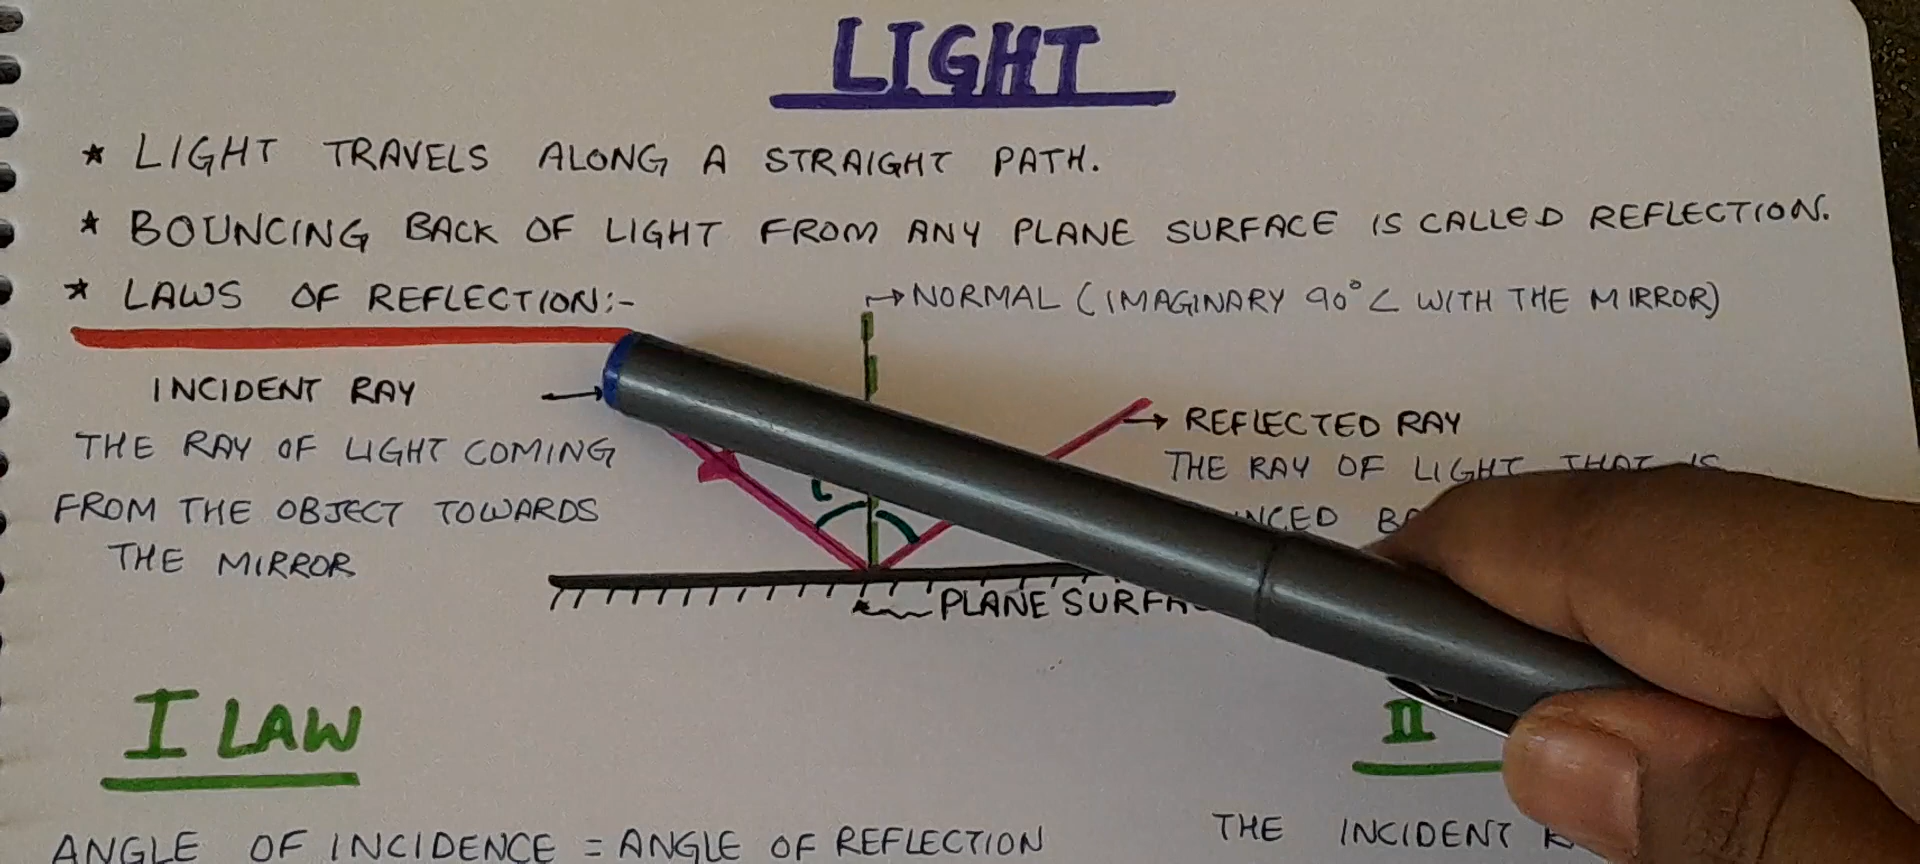 LIGHT
* LIGHT TRAVELS ALONG A STRAIGHT PATH.
* BOUNCING BACK OF LIGHT FROM ANY PLANE SURFACE IS CALLED REFLECTION.
* LAWS OF REFLECTION:-
→NORMAL (IMAGINARY 90°∠ WITH THE MIRROR)
INCIDENT RAY →
THE RAY OF LIGHT COMING
FROM THE OBJECT TOWARDS
THE MIRROR
→ REFLECTED RAY
THE RAY OF LIGHT THAT IS
i
PLANE
I LAW
II
ANGLE OF INCIDENCE = ANGLE OF REFLECTION
THE INCIDENT